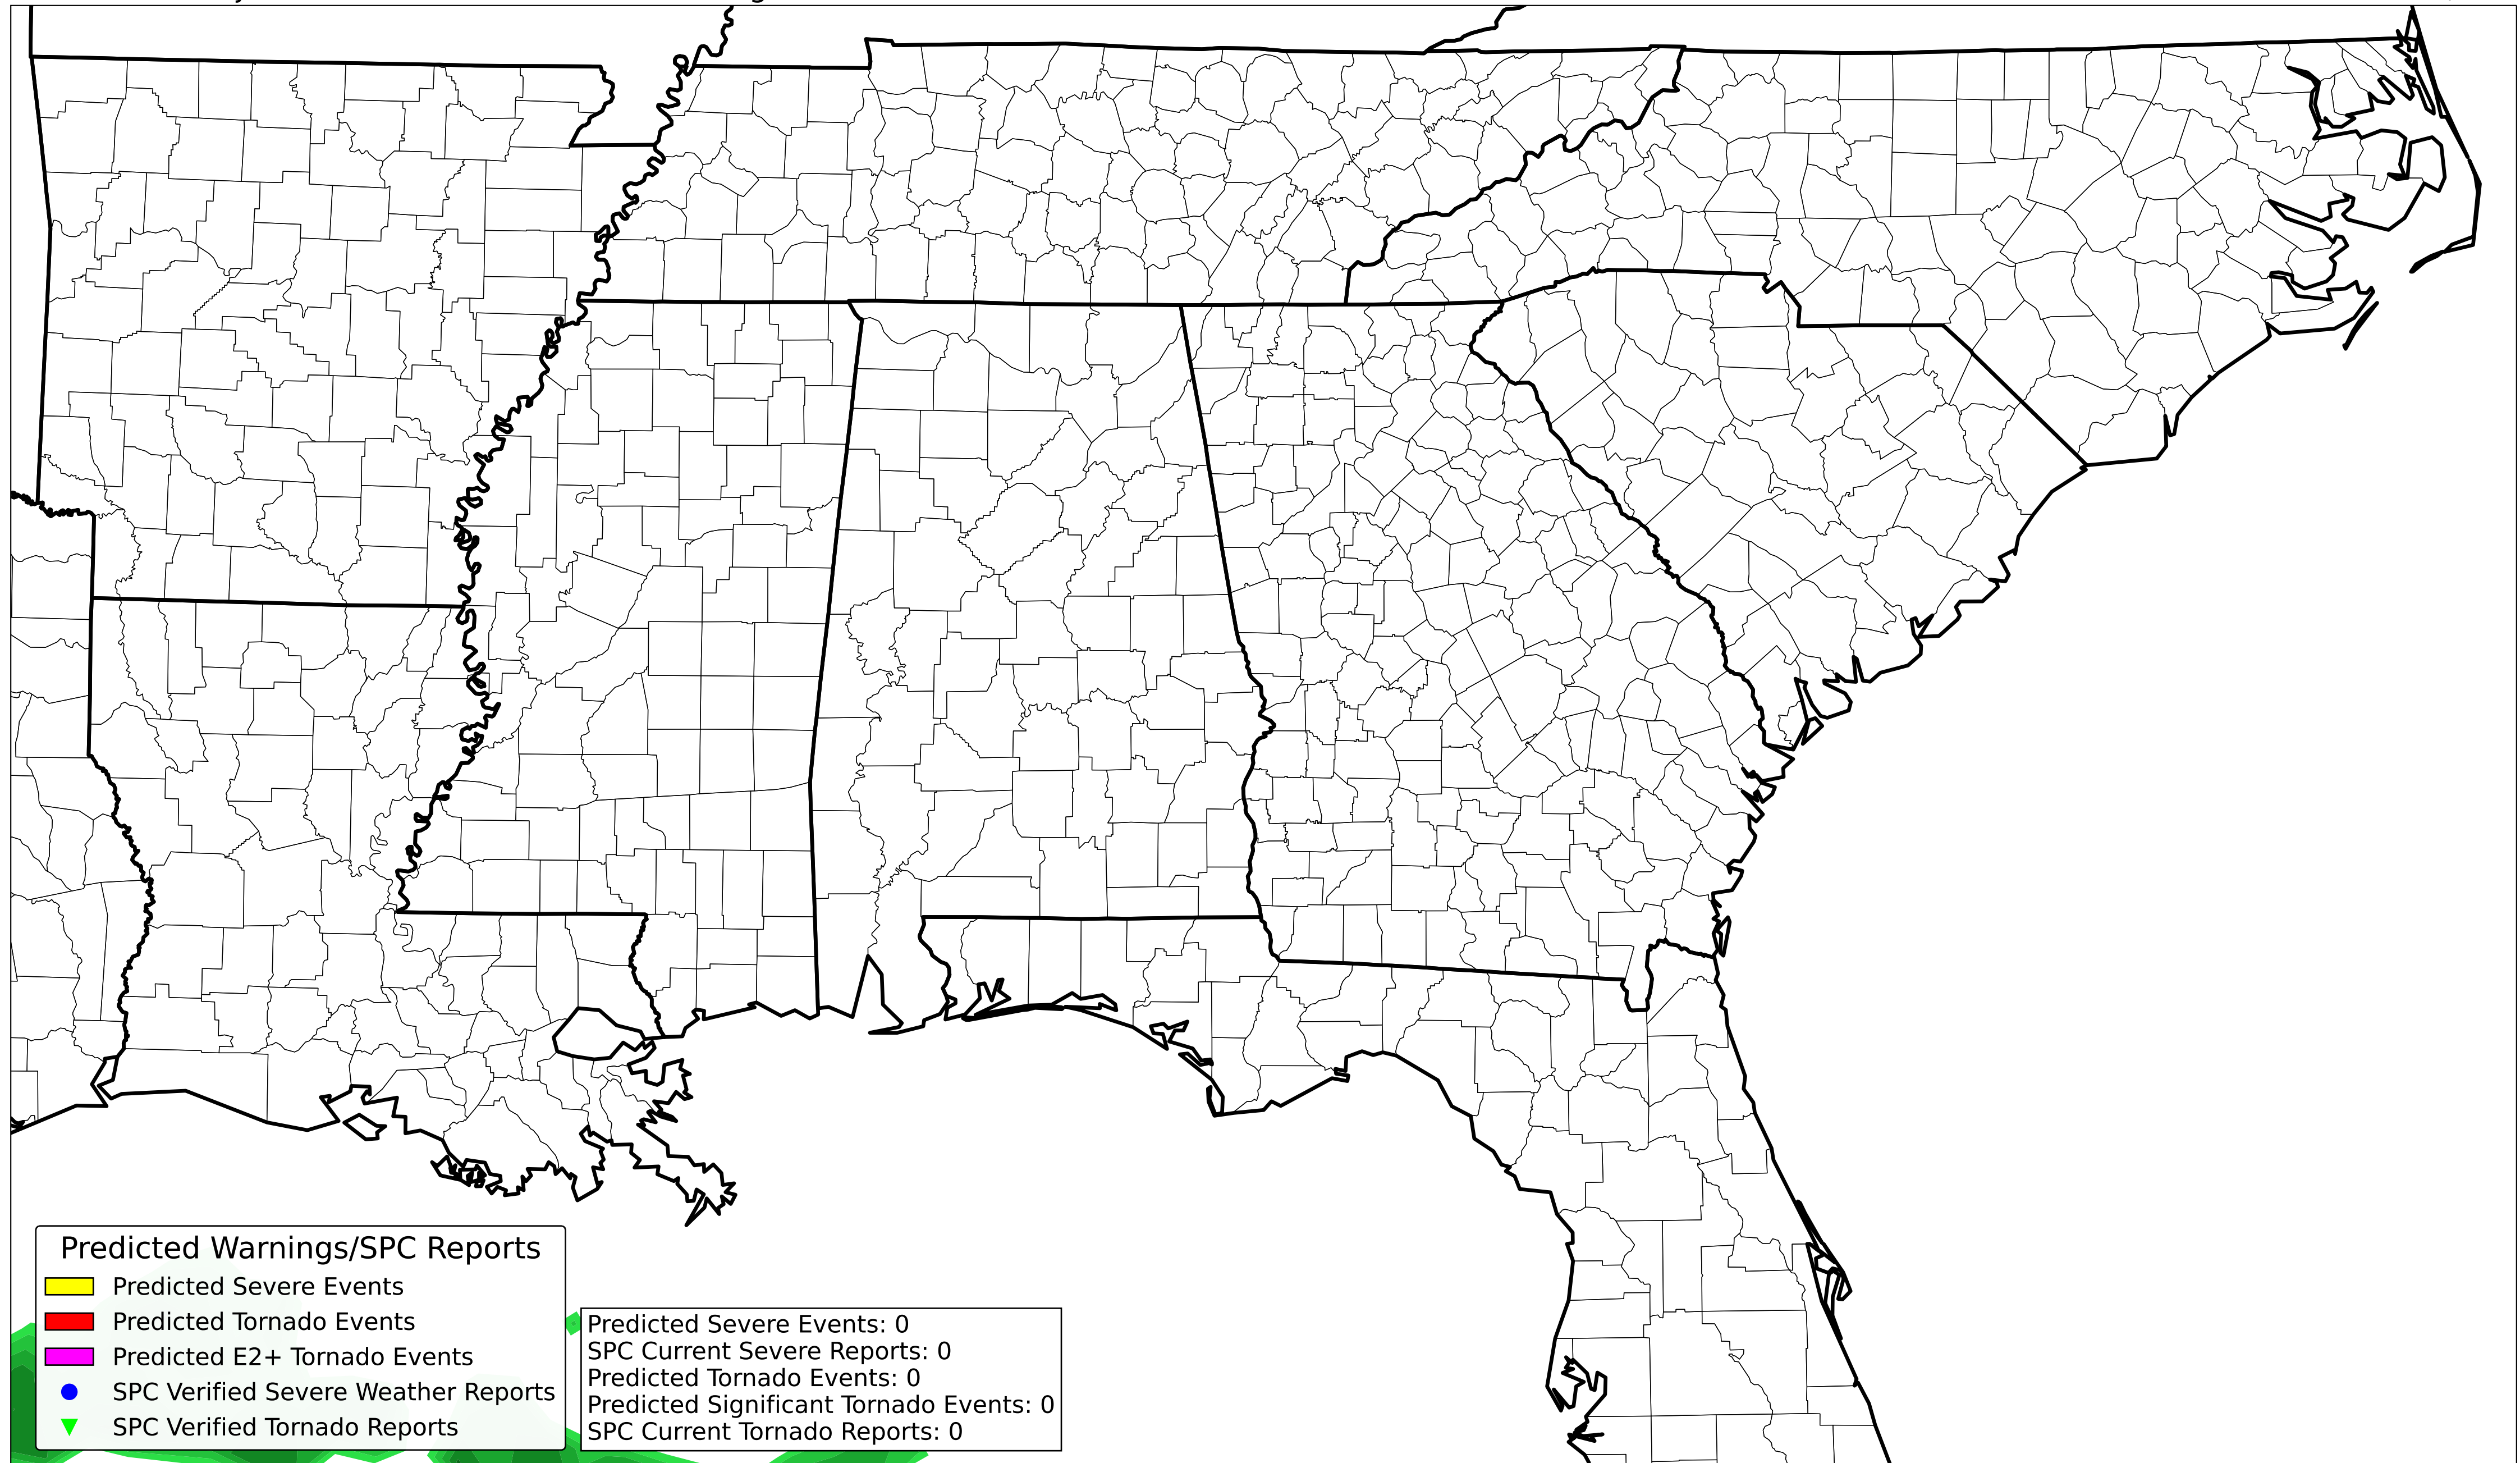 Predicted Warnings/SPC Reports
Predicted Severe Events
Predicted Tornado Events
Predicted E2+ Tornado Events
SPC Verified Severe Weather Reports
SPC Verified Tornado Reports
Predicted Severe Events: 0
SPC Current Severe Reports: 0
Predicted Tornado Events: 0
Predicted Significant Tornado Events: 0
SPC Current Tornado Reports: 0